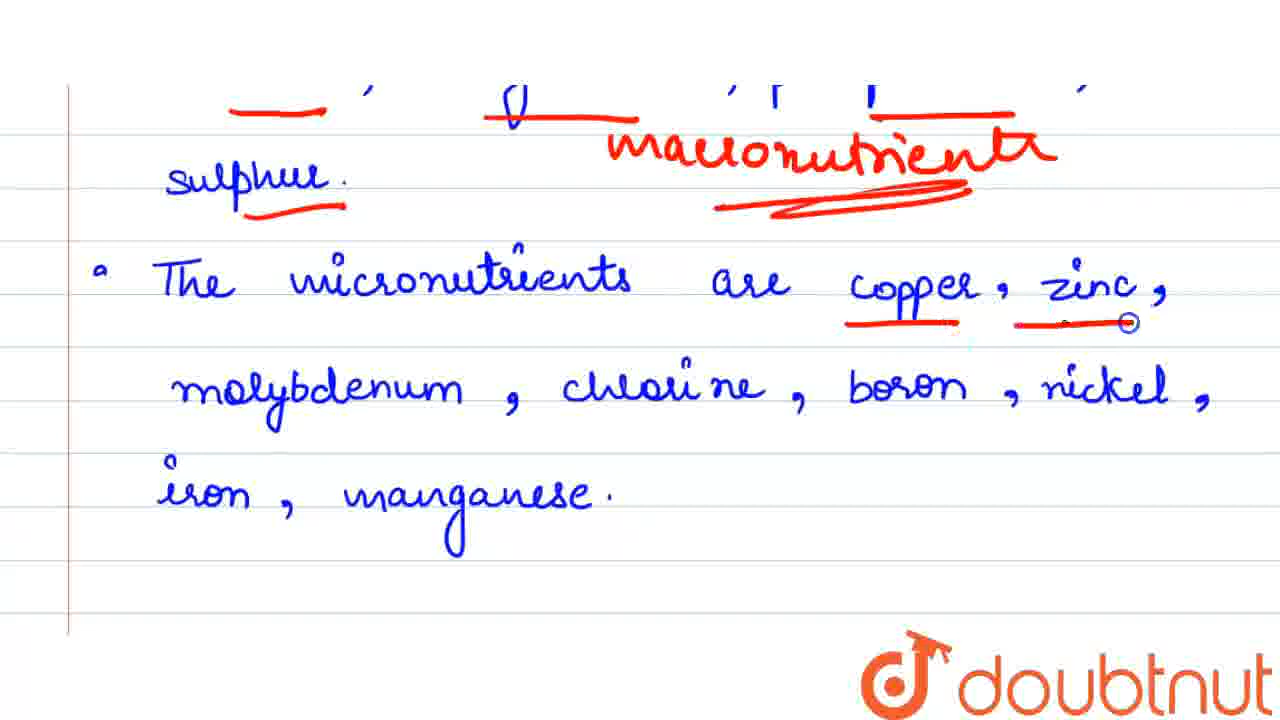 macronutrients
sulphur.
• The micronutrients are copper, zinc,
molybdenum, chlorine, boron, nickel,
iron, manganese.
doubtnut